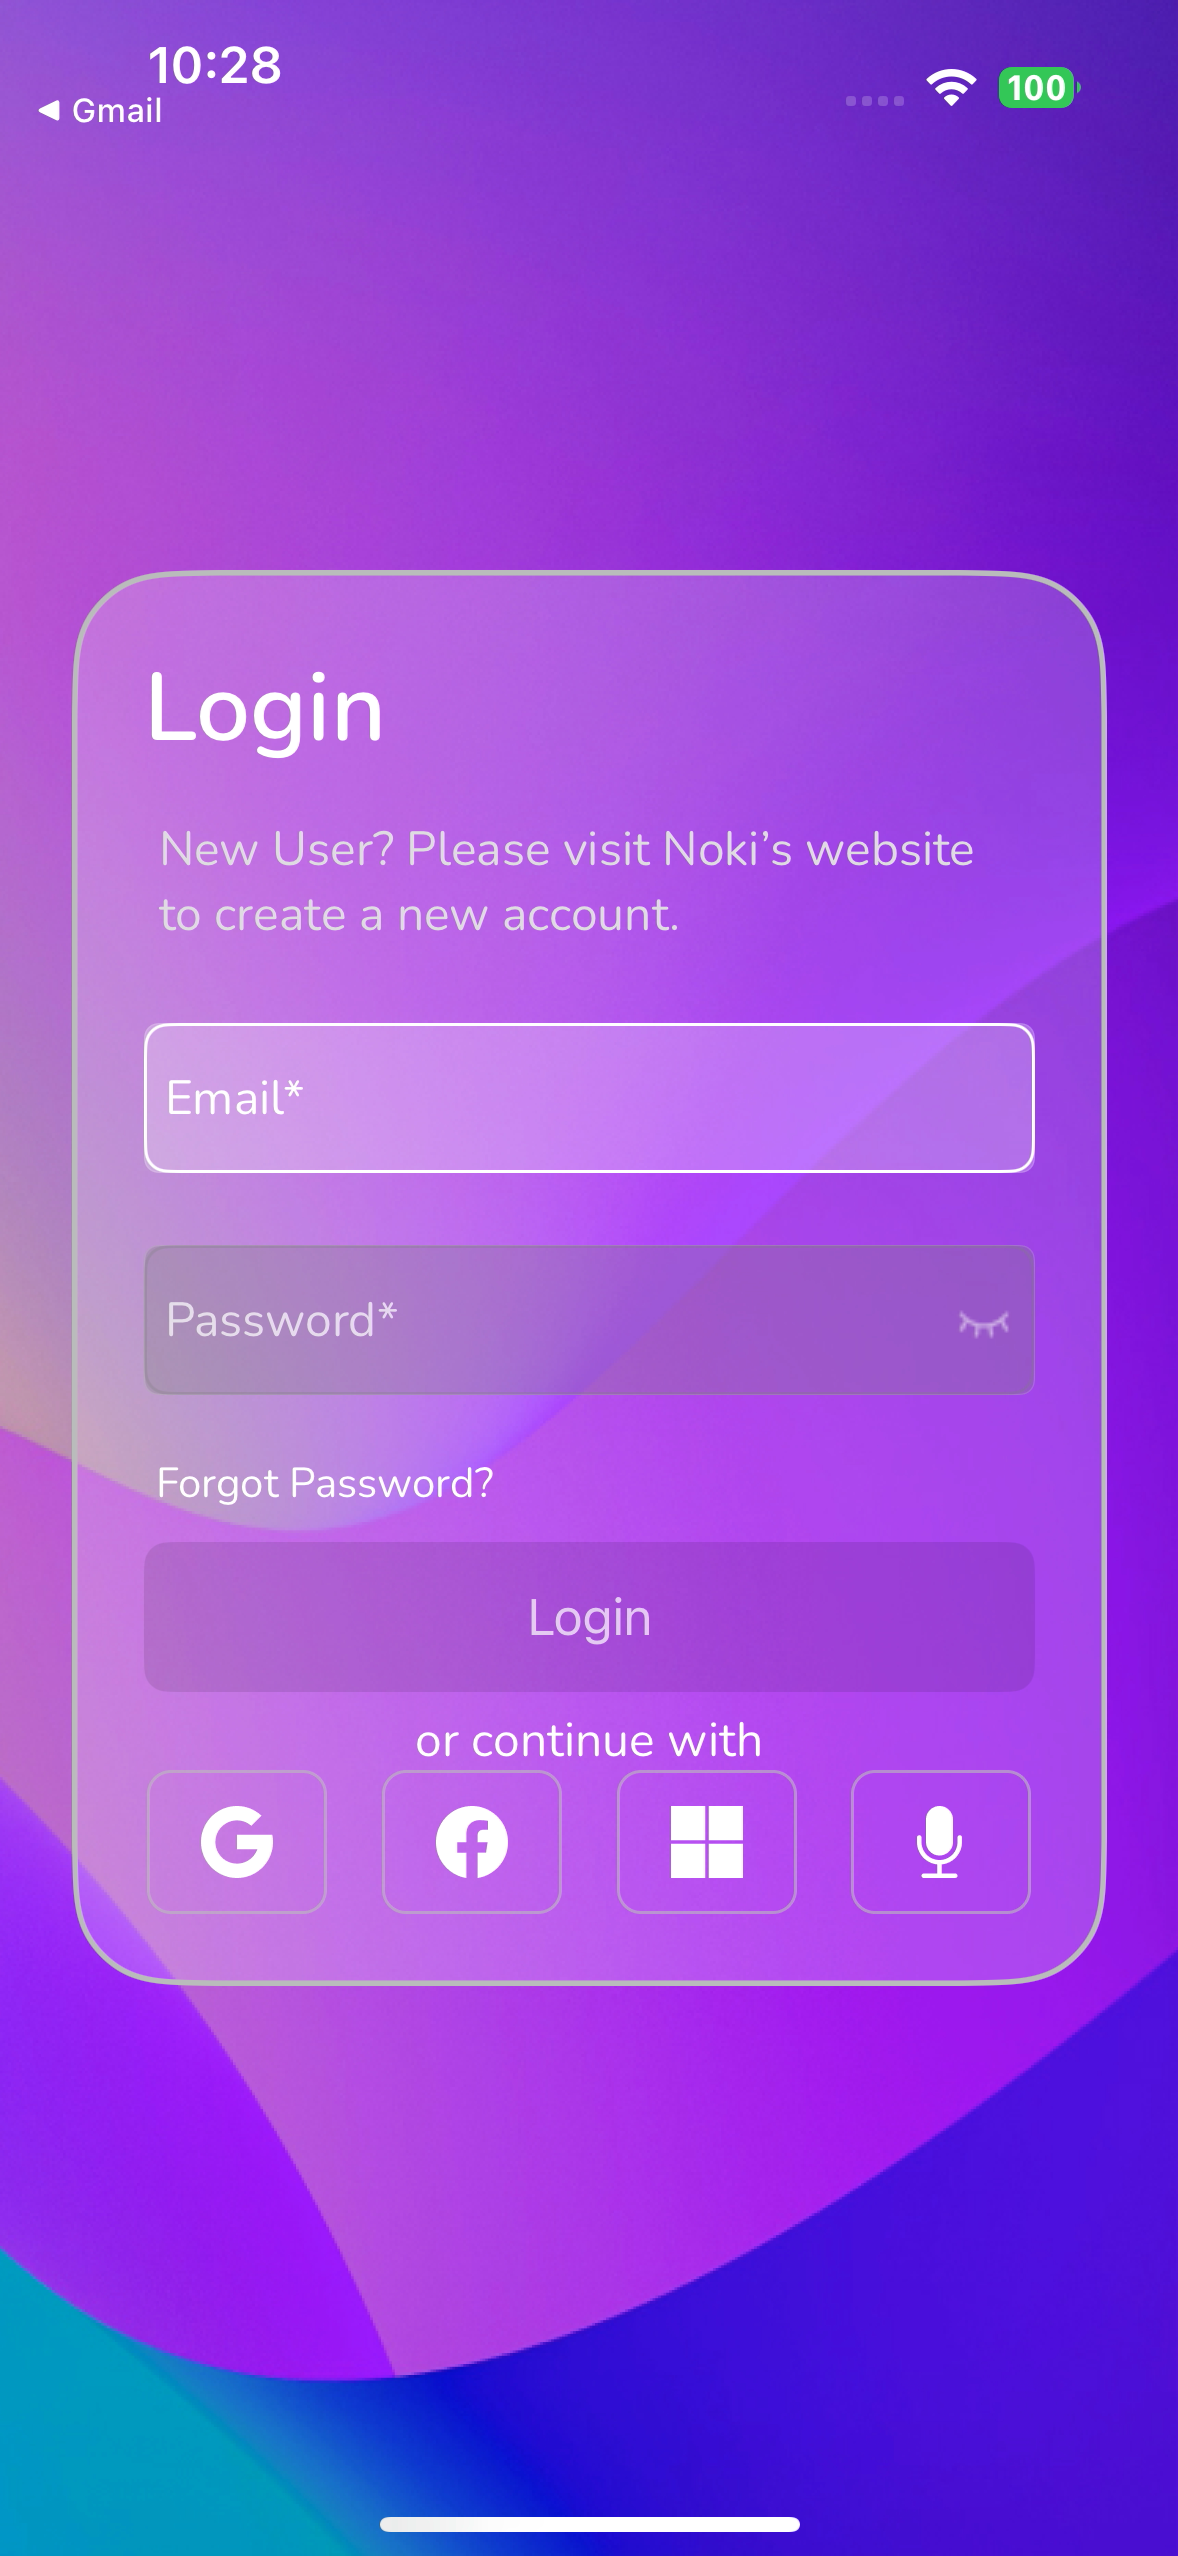 10:28
Gmail
100
Login
New User? Please visit Noki’s website
to create a new account.
Email*
Password*
Forgot Password?
Login
or continue with